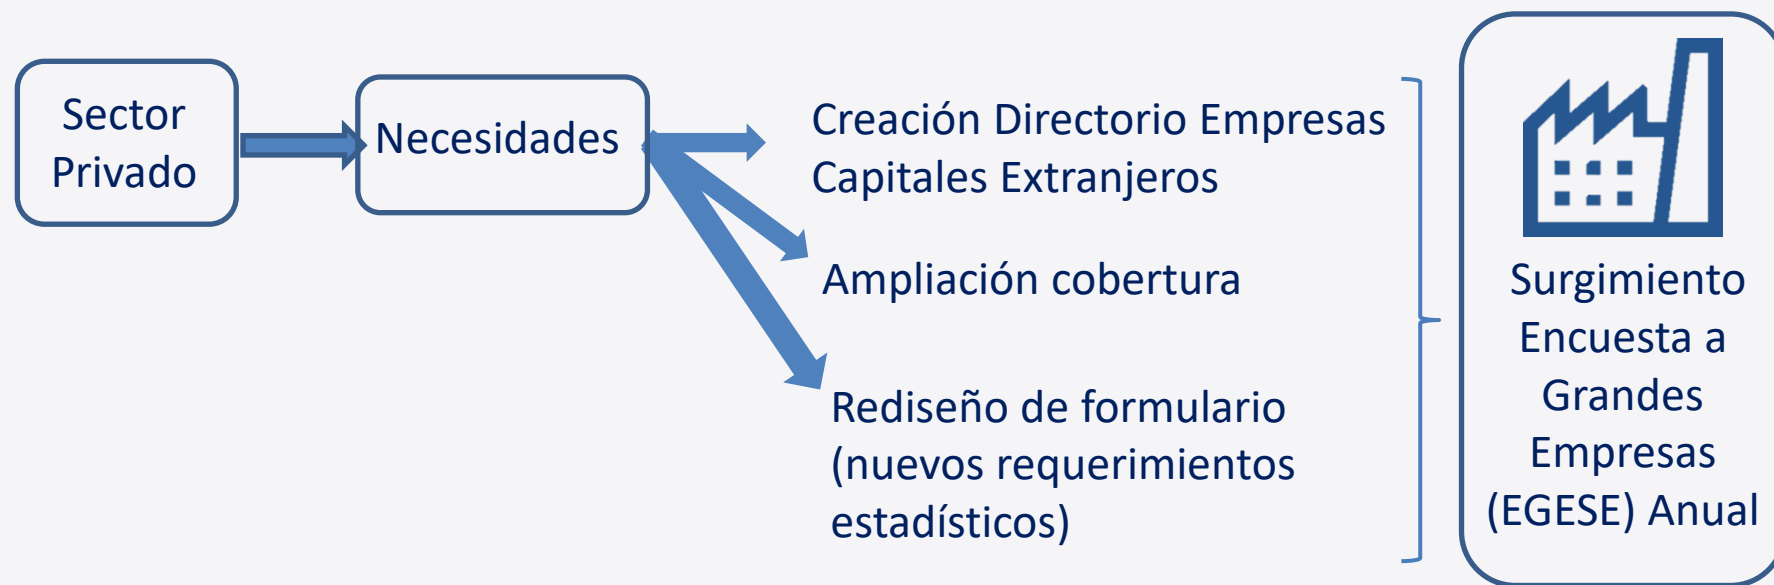 Sector
Privado
Necesidades
Creación Directorio Empresas
Capitales Extranjeros
Ampliación cobertura
Rediseño de formulario
(nuevos requerimientos
estadísticos)
Surgimiento
Encuesta a
Grandes
Empresas
(EGESE) Anual